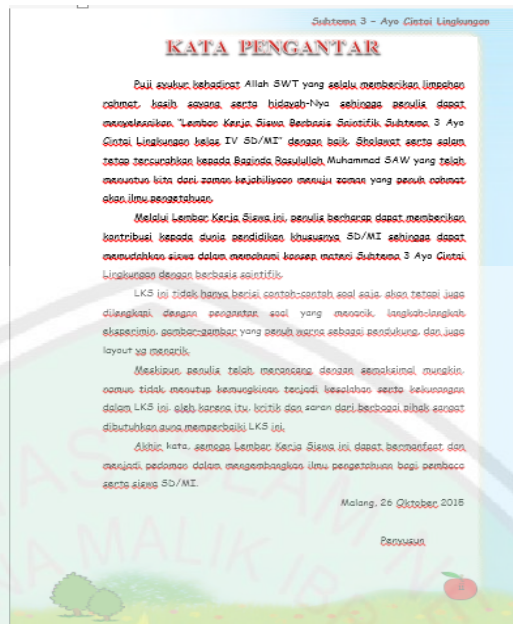 Subtema 3 – Ayo Cintai Lingkungan
KATA PENGANTAR
Puji syukur kehadirat Allah SWT yang selalu memberikan limpahan
rahmat, kasih sayang serta hidayah-Nya sehingga penulis dapat
menyelesaikan "Lembar Kerja Siswa Berbasis Saintifik Subtema 3 Ayo
Cintai Lingkungan kelas IV SD/MI" dengan baik. Sholawat serta salam
tetap tercurahkan kepada Baginda Rasulullah Muhammad SAW yang telah
menuntun kita dari zaman kejahiliyaan menuju zaman yang penuh rahmat
akan ilmu pengetahuan.
Melalui Lembar Kerja Siswa ini, penulis berharap dapat memberikan
kontribusi kepada dunia pendidikan khususnya SD/MI sehingga dapat
memudahkan siswa dalam memahami konsep materi Subtema 3 Ayo Cintai
Lingkungan dengan berbasis saintifik.
LKS ini tidak hanya berisi contoh-contoh soal saja, akan tetapi juga
dilengkapi dengan pengantar soal yang menarik, langkah-langkah
eksperimin, gambar-gambar yang penuh warna sebagai pendukung, dan juga
layout yg menarik.
Meskipun penulis telah merancang dengan semaksimal mungkin,
namun tidak menutup kemungkinan terjadi kesalahan serta kekurangan
dalam LKS ini, oleh karena itu, kritik dan saran dari berbagai pihak sangat
dibutuhkan guna memperbaiki LKS ini.
Akhir kata, semoga Lembar Kerja Siswa ini dapat bermanfaat dan
menjadi pedoman dalam mengembangkan ilmu pengetahuan bagi pembaca
serta siswa SD/MI.
Malang, 26 Oktober 2015
Penyusun